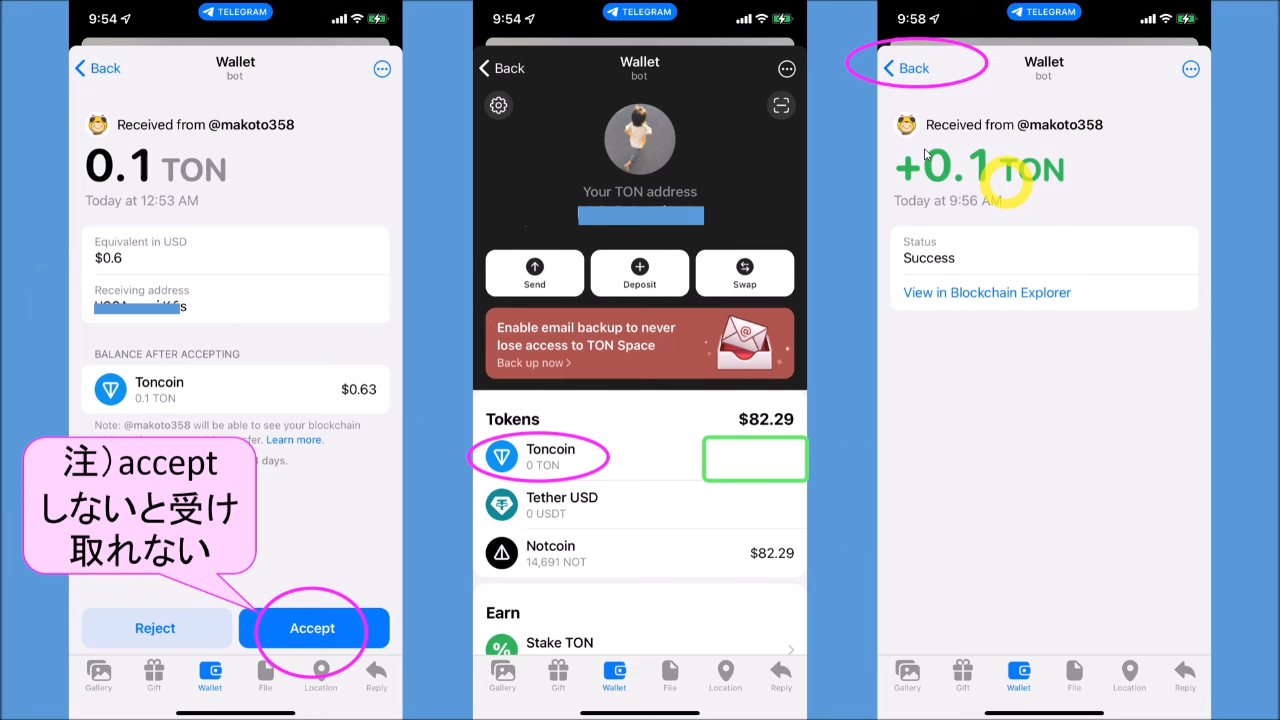 9:54
TELEGRAM
Back
Wallet
bot
Received from @makoto358
0.1 TON
Today at 12:53 AM
Equivalent in USD
$0.6
Receiving address
BALANCE AFTER ACCEPTING
Toncoin
0.1 TON
$0.63
Note: @makoto358 will be able to see your blockchain
Learn more.
days.
注）accept
しないと受け
取れない
Reject
Accept
Gallery
Gift
Wallet
File
Location
Reply
9:54
TELEGRAM
Back
Wallet
bot
Your TON address
Send
Deposit
Swap
Enable email backup to never
lose access to TON Space
Back up now >
Tokens
$82.29
Toncoin
0 TON
Tether USD
0 USDT
Notcoin
14,691 NOT
$82.29
Earn
Stake TON
Gallery
Gift
Wallet
File
Location
Reply
9:58
TELEGRAM
Back
Wallet
bot
Received from @makoto358
+0.1 TON
Today at 9:56 AM
Status
Success
View in Blockchain Explorer
Gallery
Gift
Wallet
File
Location
Reply